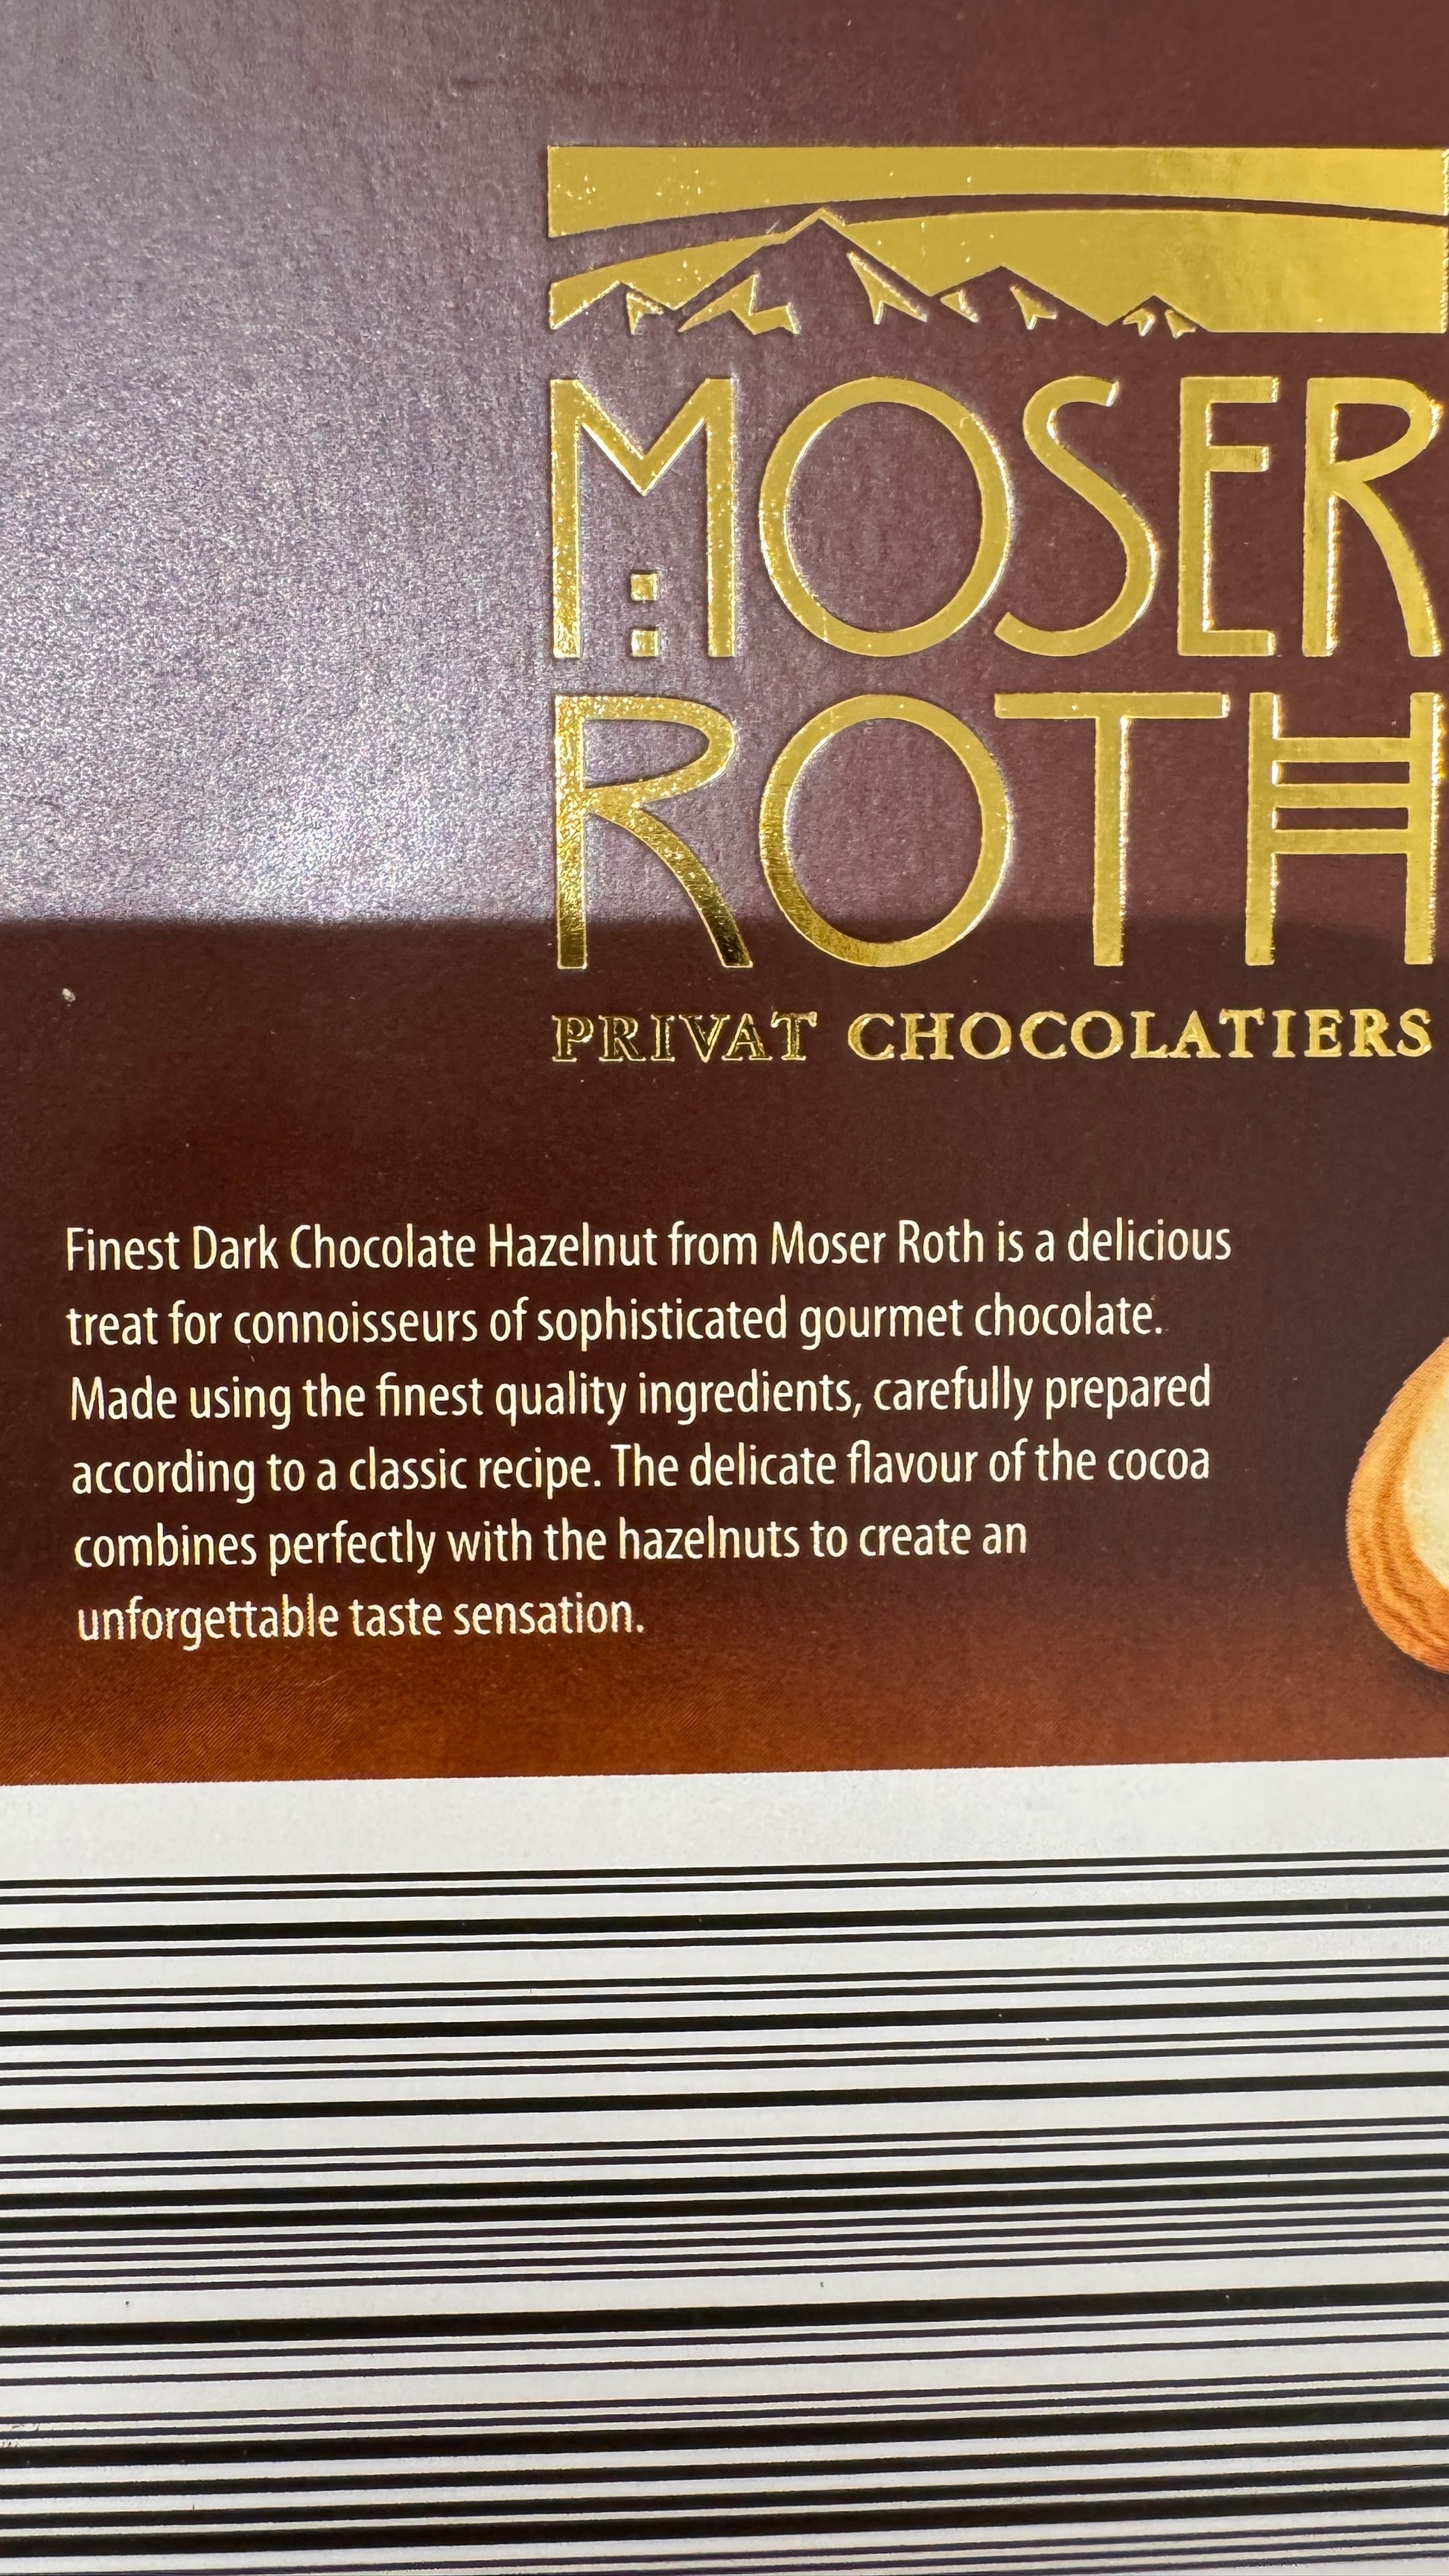 MOSER
ROTH
PRIVAT CHOCOLATIERS
Finest Dark Chocolate Hazelnut from Moser Roth is a delicious
treat for connoisseurs of sophisticated gourmet chocolate.
Made using the finest quality ingredients, carefully prepared
according to a classic recipe. The delicate flavour of the cocoa
combines perfectly with the hazelnuts to create an
unforgettable taste sensation.